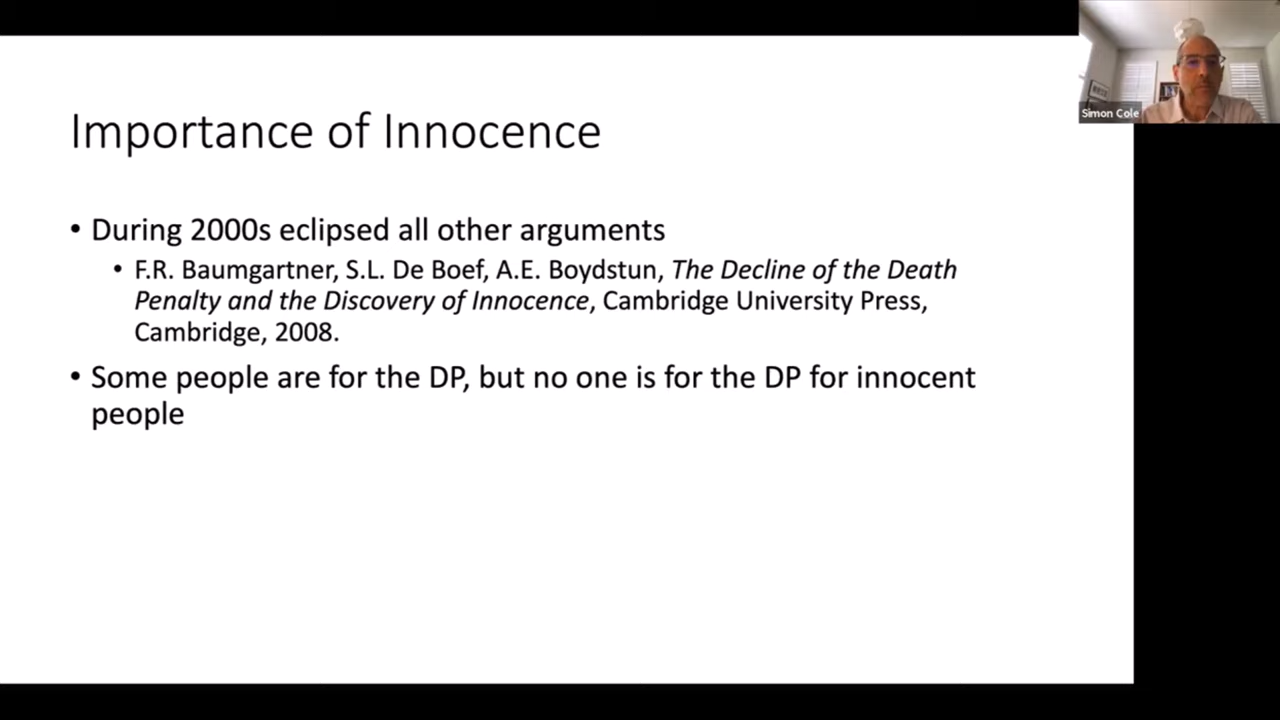 Importance of Innocence
• During 2000s eclipsed all other arguments
• F.R. Baumgartner, S.L. De Boef, A.E. Boydstun, The Decline of the Death
Penalty and the Discovery of Innocence, Cambridge University Press,
Cambridge, 2008.
• Some people are for the DP, but no one is for the DP for innocent
people
Simon Cole